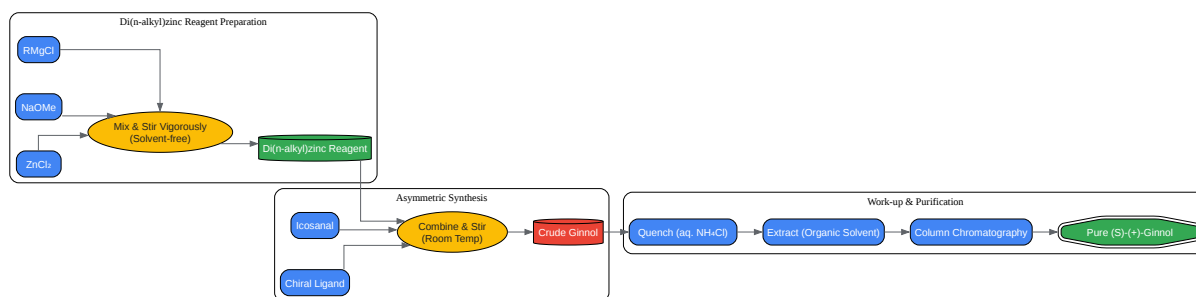 Di(n-alkyl)zinc Reagent Preparation
RMgCl
NaOMe
ZnCl₂
Mix & Stir Vigorously
(Solvent-free)
Di(n-alkyl)zinc Reagent
Asymmetric Synthesis
Icosanal
Chiral Ligand
Combine & Stir
(Room Temp)
Crude Ginnol
Work-up & Purification
Quench (aq. NH₄Cl)
Extract (Organic Solvent)
Column Chromatography
Pure (S)-(+)-Ginnol